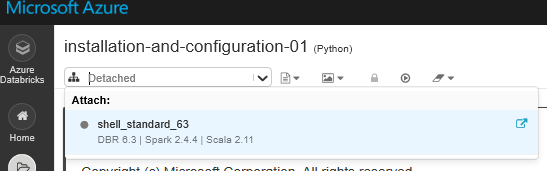 Microsoft Azure
installation-and-configuration-01 (Python)
Azure
Databricks
Detached
Attach:
shell_standard_63
DBR 6.3 | Spark 2.4.4 | Scala 2.11
Home
Copyright (c) Microsoft Corporation. All rights reserved.